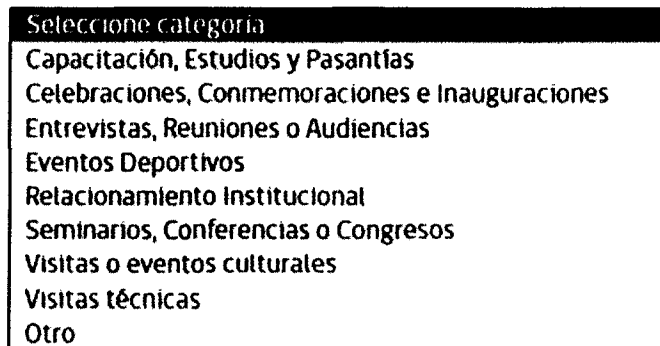 Seleccione categoría
Capacitación, Estudios y Pasantías
Celebraciones, Conmemoraciones e Inauguraciones
Entrevistas, Reuniones o Audiencias
Eventos Deportivos
Relacionamiento Institucional
Seminarios, Conferencias o Congresos
Visitas o eventos culturales
Visitas técnicas
Otro